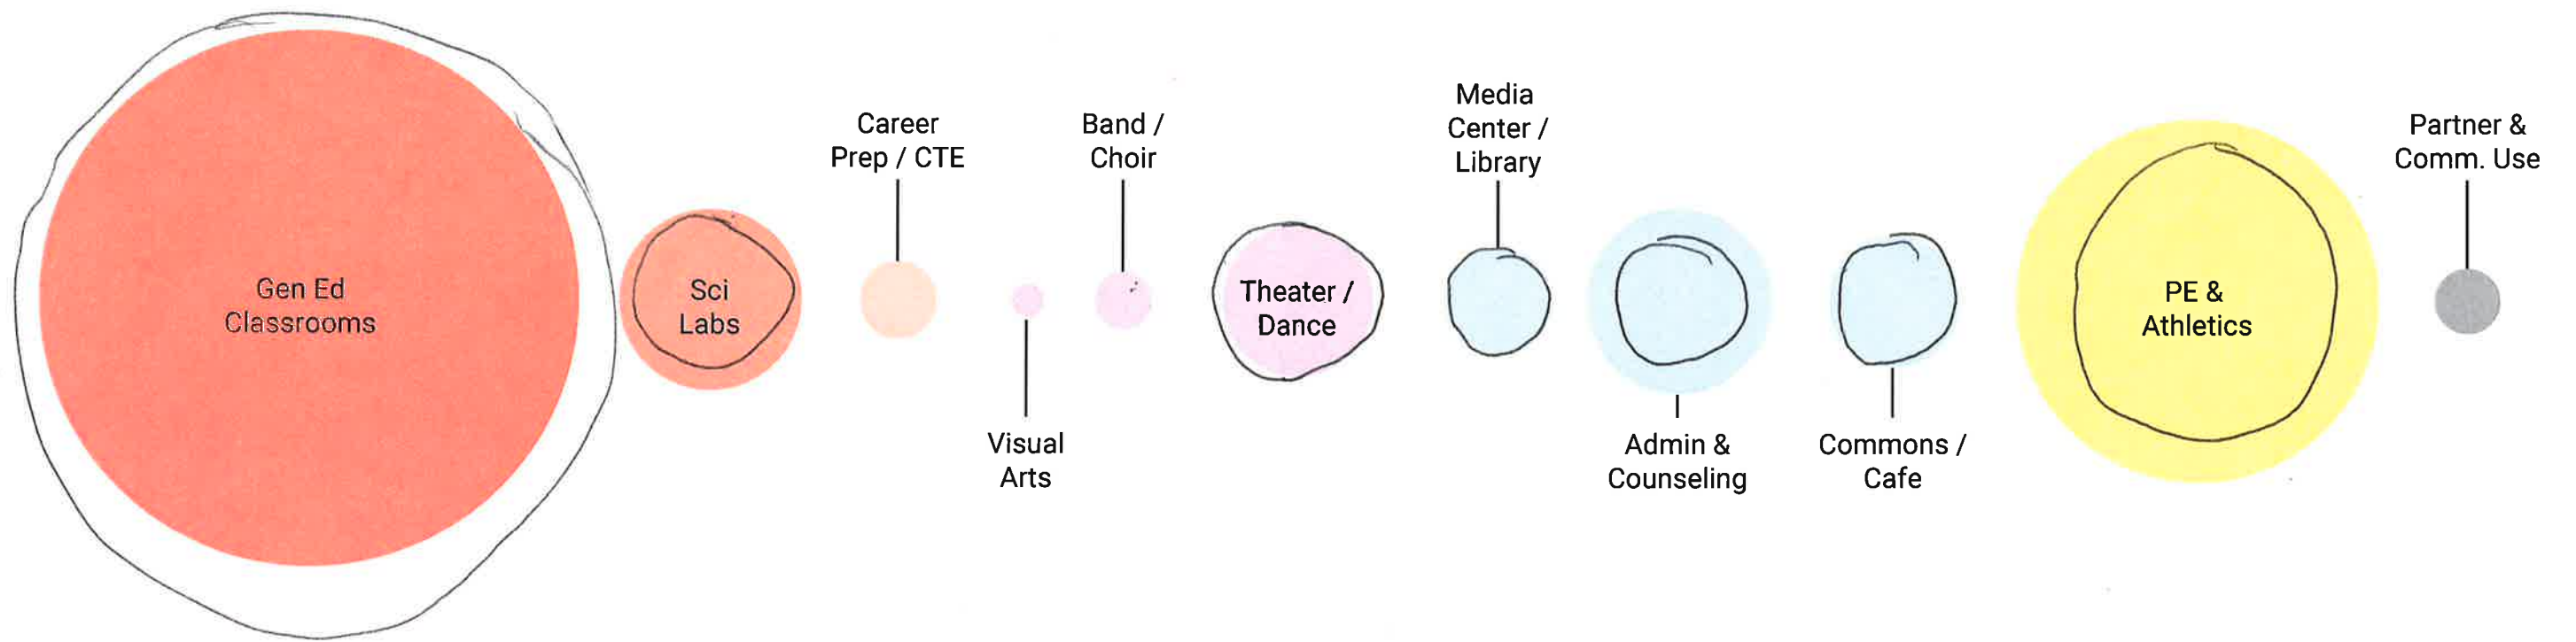 Gen Ed
Classrooms
Sci
Labs
Career
Prep / CTE
Visual
Arts
Band /
Choir
Theater /
Dance
Media
Center /
Library
Admin &
Counseling
Commons /
Cafe
PE &
Athletics
Partner &
Comm. Use